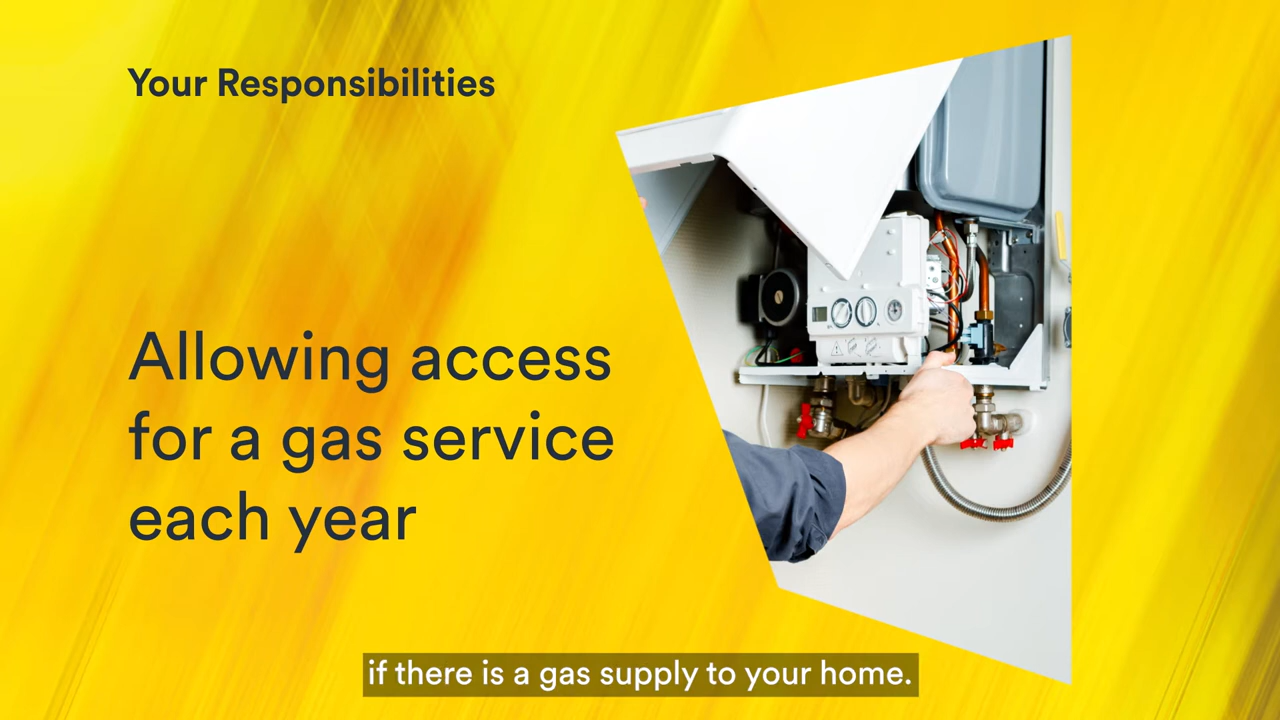 Your Responsibilities
Allowing access
for a gas service
each year
if there is a gas supply to your home.